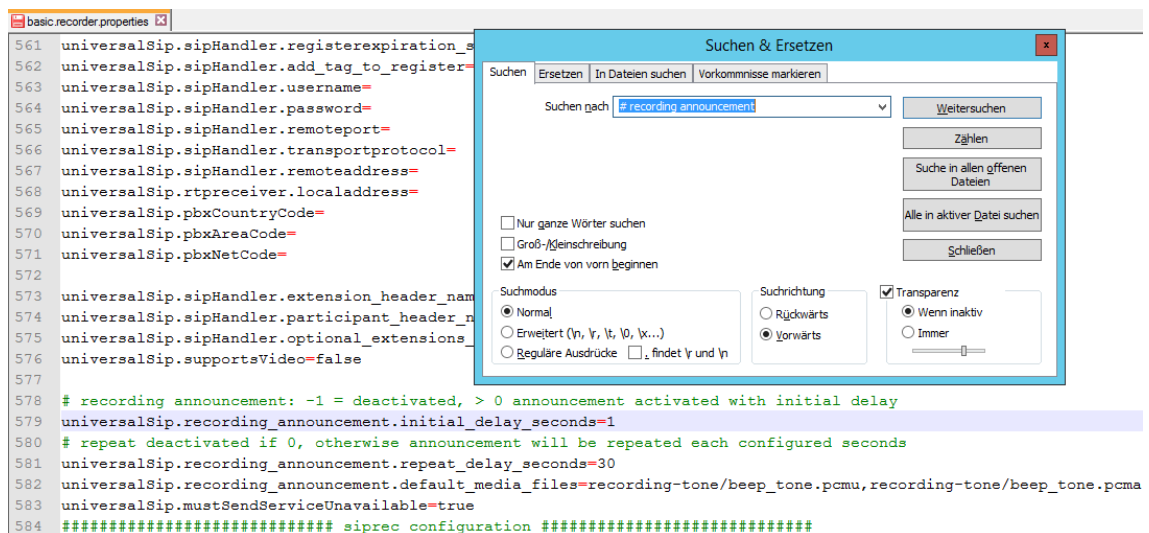 basic.recorder.properties
561 universalSip.sipHandler.registerexpiration_s
562 universalSip.sipHandler.add_tag_to_register=
563 universalSip.sipHandler.username=
564 universalSip.sipHandler.password=
565 universalSip.sipHandler.remoteport=
566 universalSip.sipHandler.transportprotocol=
567 universalSip.sipHandler.remoteaddress=
568 universalSip.rtpreceiver.localaddress=
569 universalSip.pbxCountryCode=
570 universalSip.pbxAreaCode=
571 universalSip.pbxNetCode=
572
573 universalSip.sipHandler.extension_header_nam
574 universalSip.sipHandler.participant_header_n
575 universalSip.sipHandler.optional_extensions_
576 universalSip.supportsVideo=false
577
578 # recording announcement: -1 = deactivated, > 0 announcement activated with initial delay
579 universalSip.recording_announcement.initial_delay_seconds=1
580 # repeat deactivated if 0, otherwise announcement will be repeated each configured seconds
581 universalSip.recording_announcement.repeat_delay_seconds=30
582 universalSip.recording_announcement.default_media_files=recording-tone/beep_tone.pcmu,recording-tone/beep_tone.pcma
583 universalSip.mustSendServiceUnavailable=true
584 ############################# siprec configuration #############################
Suchen & Ersetzen
x
Suchen Ersetzen In Dateien suchen Vorkommnisse markieren
Suchen nach # recording announcement
Weitersuchen
Zählen
Suche in allen offenen
Dateien
Alle in aktiver Datei suchen
Schließen
Nur ganze Wörter suchen
Groß-/Kleinschreibung
Am Ende von vorn beginnen
Suchmodus
Normal
Erweitert (\n, \r, \t, \0, \x...)
Reguläre Ausdrücke . findet \r und \n
Suchrichtung
Rückwärts
Vorwärts
Transparenz
Wenn inaktiv
Immer